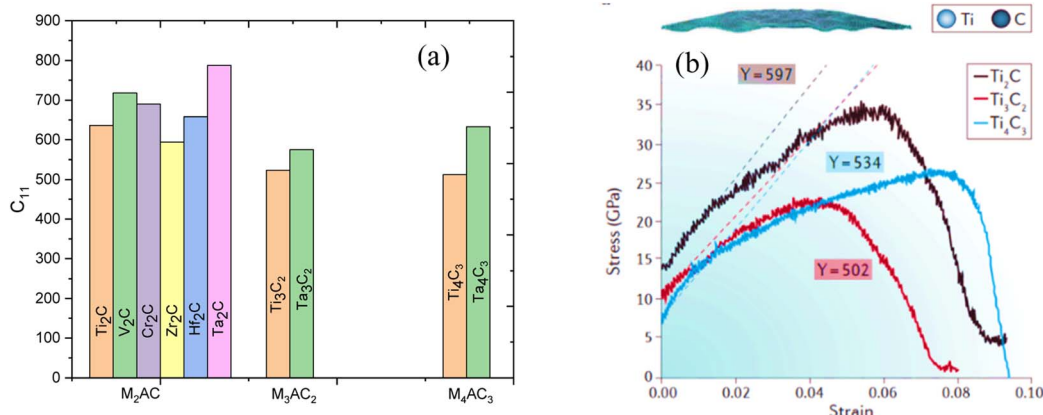 (a)
C₁₁
900
800
700
600
500
400
300
200
100
0
Ti₂C
V₂C
Cr₂C
Zr₂C
Hf₂C
Ta₂C
Ti₃C₂
Ta₃C₂
Ti₄C₃
Ta₄C₃
M₂AC
M₃AC₂
M₄AC₃
Ti
C
(b)
Y=597
Y=534
Y=502
Ti₂C
Ti₃C₂
Ti₄C₃
Stress (GPa)
40
35
30
25
20
15
10
5
0
0.00
0.02
0.04
0.06
0.08
0.10
Strain